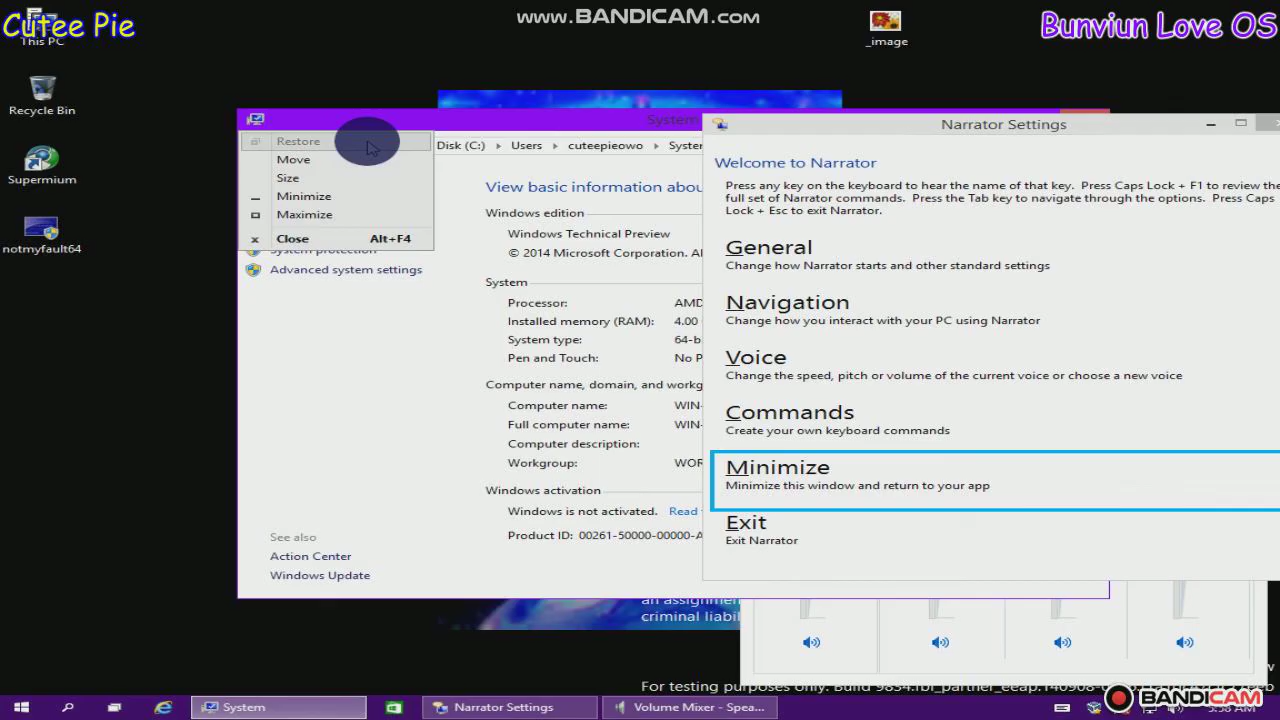 www.BANDICAM.com
Cutee Pie
Bunviun Love OS
This PC
_image
Recycle Bin
Supermium
notmyfault64
System
Restore
Move
Size
Minimize
Maximize
Close Alt+F4
Advanced system settings
See also
Action Center
Windows Update
Disk (C:) Users cuteepieowo
View basic information abou
Windows edition
Windows Technical Preview
© 2014 Microsoft Corporation. Al
System
Processor: AMD
Installed memory (RAM): 4.00
System type: 64-b
Pen and Touch: No P
Computer name, domain, and workg
Computer name: WIN-
Full computer name: WIN-
Computer description:
Workgroup: WOR
Windows activation
Windows is not activated. Read
Product ID: 00261-50000-00000-A
Narrator Settings
Welcome to Narrator
Press any key on the keyboard to hear the name of that key. Press Caps Lock + F1 to review the
full set of Narrator commands. Press the Tab key to navigate through the options. Press Caps
Lock + Esc to exit Narrator.
General
Change how Narrator starts and other standard settings
Navigation
Change how you interact with your PC using Narrator
Voice
Change the speed, pitch or volume of the current voice or choose a new voice
Commands
Create your own keyboard commands
Minimize
Minimize this window and return to your app
Exit
Exit Narrator
an assignment
criminal liabil
For testing purposes only. Build 9834.fbl_partner_eeap.140908-0
BANDICAM
System
Narrator Settings
Volume Mixer - Spea...
5:58 AM